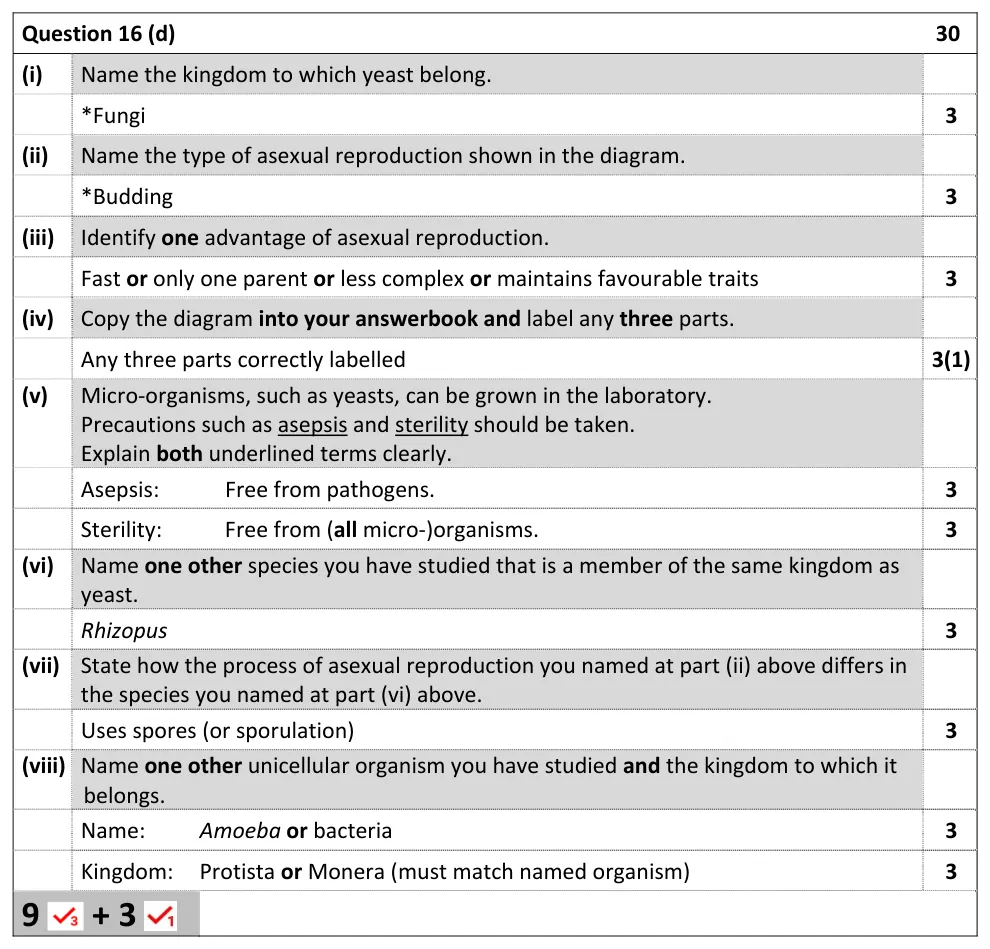 Question 16 (d) 30
(i) Name the kingdom to which yeast belong.
*Fungi 3
(ii) Name the type of asexual reproduction shown in the diagram.
*Budding 3
(iii) Identify one advantage of asexual reproduction.
Fast or only one parent or less complex or maintains favourable traits 3
(iv) Copy the diagram into your answerbook and label any three parts.
Any three parts correctly labelled 3(1)
(v) Micro-organisms, such as yeasts, can be grown in the laboratory.
Precautions such as asepsis and sterility should be taken.
Explain both underlined terms clearly.
Asepsis: Free from pathogens. 3
Sterility: Free from (all micro-)organisms. 3
(vi) Name one other species you have studied that is a member of the same kingdom as
yeast.
Rhizopus 3
(vii) State how the process of asexual reproduction you named at part (ii) above differs in
the species you named at part (vi) above.
Uses spores (or sporulation) 3
(viii) Name one other unicellular organism you have studied and the kingdom to which it
belongs.
Name: Amoeba or bacteria 3
Kingdom: Protista or Monera (must match named organism) 3
9 ✓3 + 3 ✓1